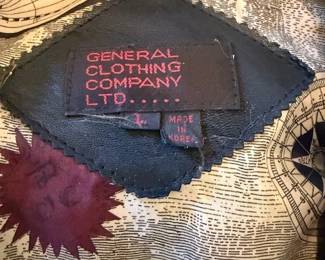 GENERAL
CLOTHING
COMPANY
LTD.....
L
MADE
IN
KOREA